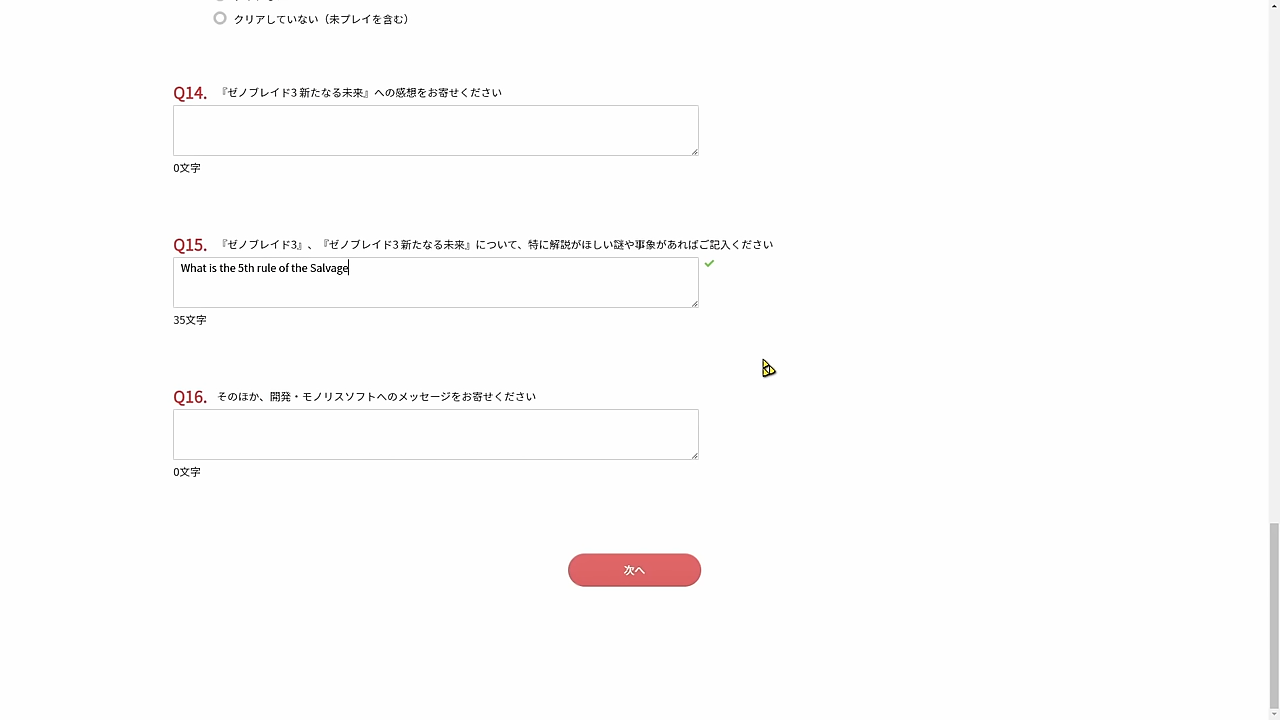 クリアしていない（未プレイを含む）
Q14. 『ゼノブレイド3 新たなる未来』への感想をお寄せください
0文字
Q15. 『ゼノブレイド3』、『ゼノブレイド3 新たなる未来』について、特に解説がほしい謎や事象があればご記入ください
What is the 5th rule of the Salvage
35文字
Q16. そのほか、開発・モノリスソフトへのメッセージをお寄せください
0文字
次へ